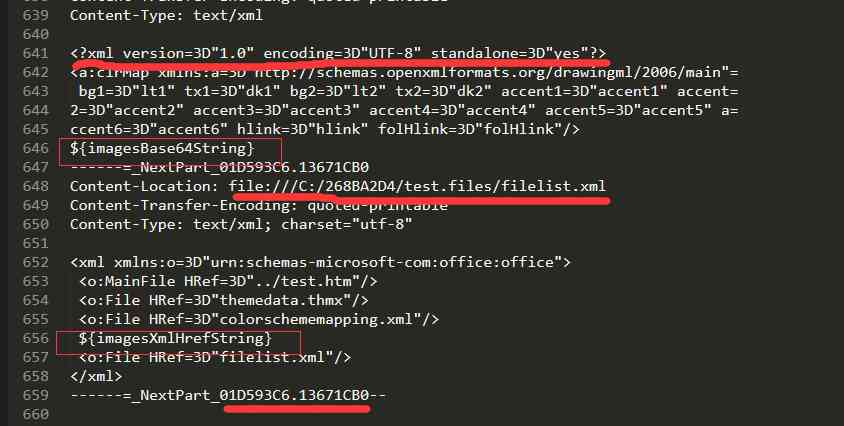 639 Content-Type: text/xml
640
641 <?xml version=3D"1.0" encoding=3D"UTF-8" standalone=3D"yes"?>
642 <a:clrMap xmlns:a=3D"http://schemas.openxmlformats.org/drawingml/2006/main"=
643  bg1=3D"lt1" tx1=3D"dk1" bg2=3D"lt2" tx2=3D"dk2" accent1=3D"accent1" accent=
644 2=3D"accent2" accent3=3D"accent3" accent4=3D"accent4" accent5=3D"accent5" a=
645 ccent6=3D"accent6" hlink=3D"hlink" folHlink=3D"folHlink"/>
646 ${imagesBase64String}
647 ------=_NextPart_01D593C6.13671CB0
648 Content-Location: file:///C:/268BA2D4/test.files/filelist.xml
649 Content-Transfer-Encoding: quoted-printable
650 Content-Type: text/xml; charset="utf-8"
651
652 <xml xmlns:o=3D"urn:schemas-microsoft-com:office:office">
653  <o:MainFile HRef=3D"../test.htm"/>
654  <o:File HRef=3D"themedata.thmx"/>
655  <o:File HRef=3D"colorschememapping.xml"/>
656  ${imagesXmlHrefString}
657  <o:File HRef=3D"filelist.xml"/>
658 </xml>
659 ------=_NextPart_01D593C6.13671CB0--
660